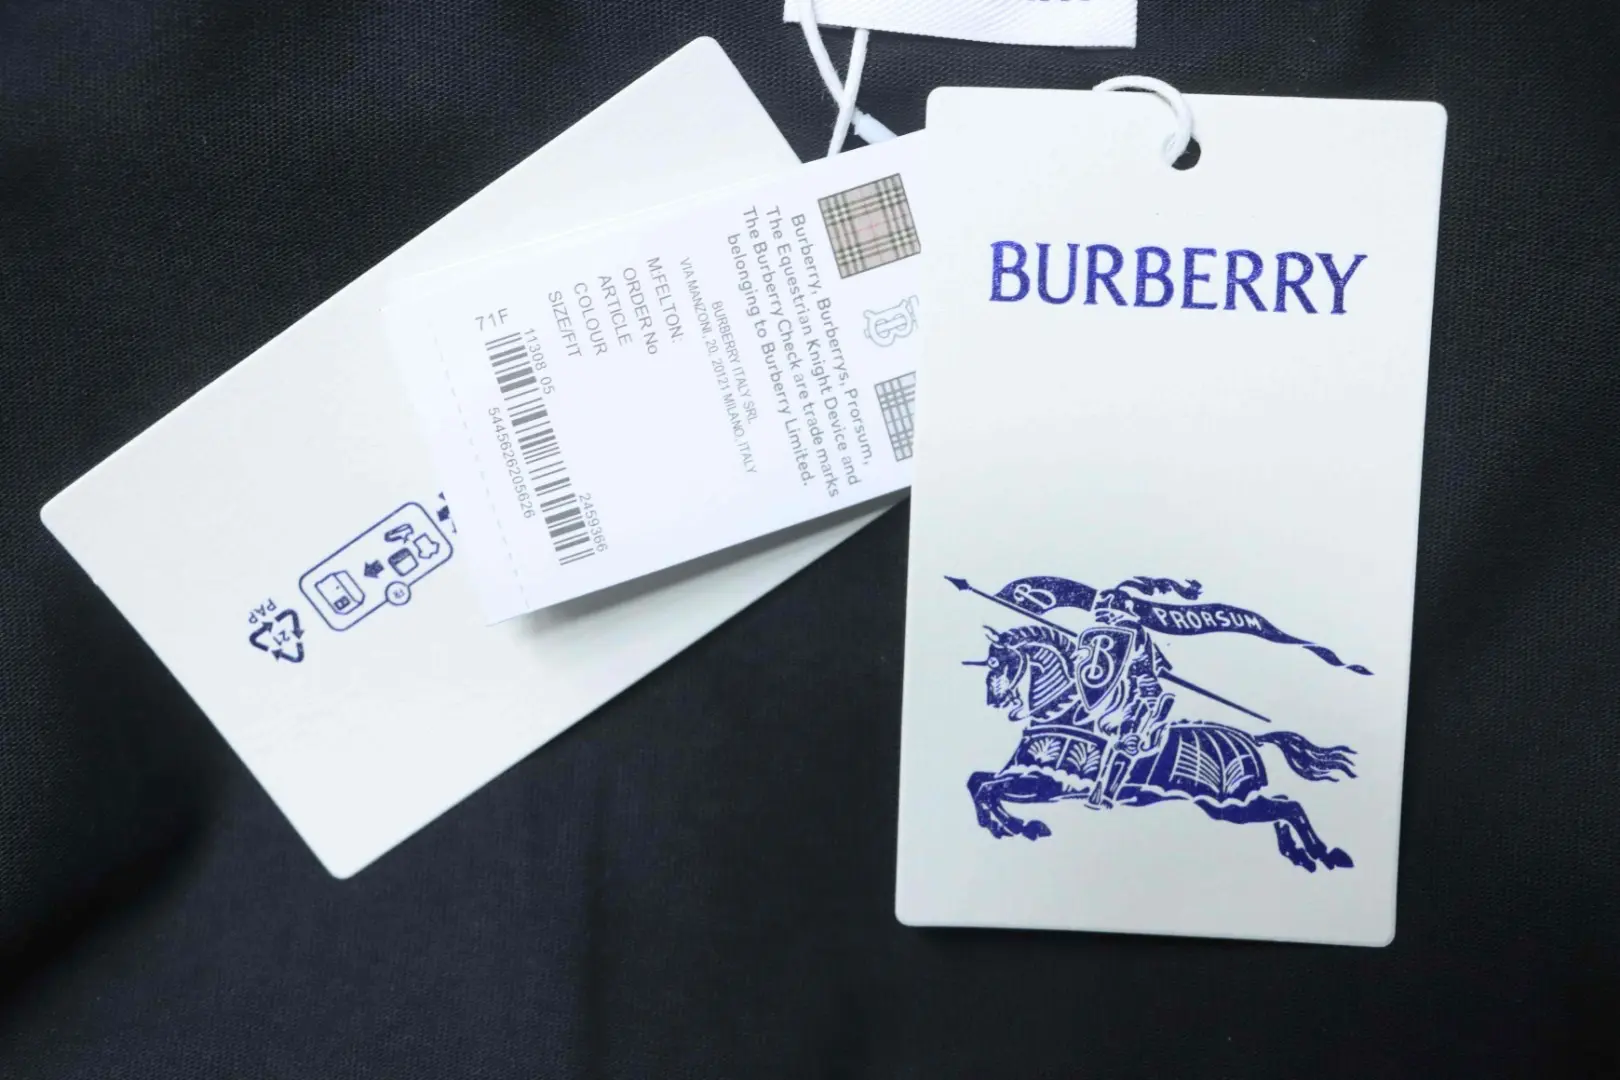 BURBERRY
B PRORSUM
B
Burberry, Burberrys, Prorsum,
The Equestrian Knight Device and
The Burberry Check are trade marks
belonging to Burberry Limited.
BURBERRY ITALY SRL
VIA MANZONI, 20, 20121 MILANO, ITALY
M:FELTON:
ORDER No
ARTICLE
COLOUR
SIZE/FIT
11308 05
2459366
5445626205626
71F
B
21
PAP